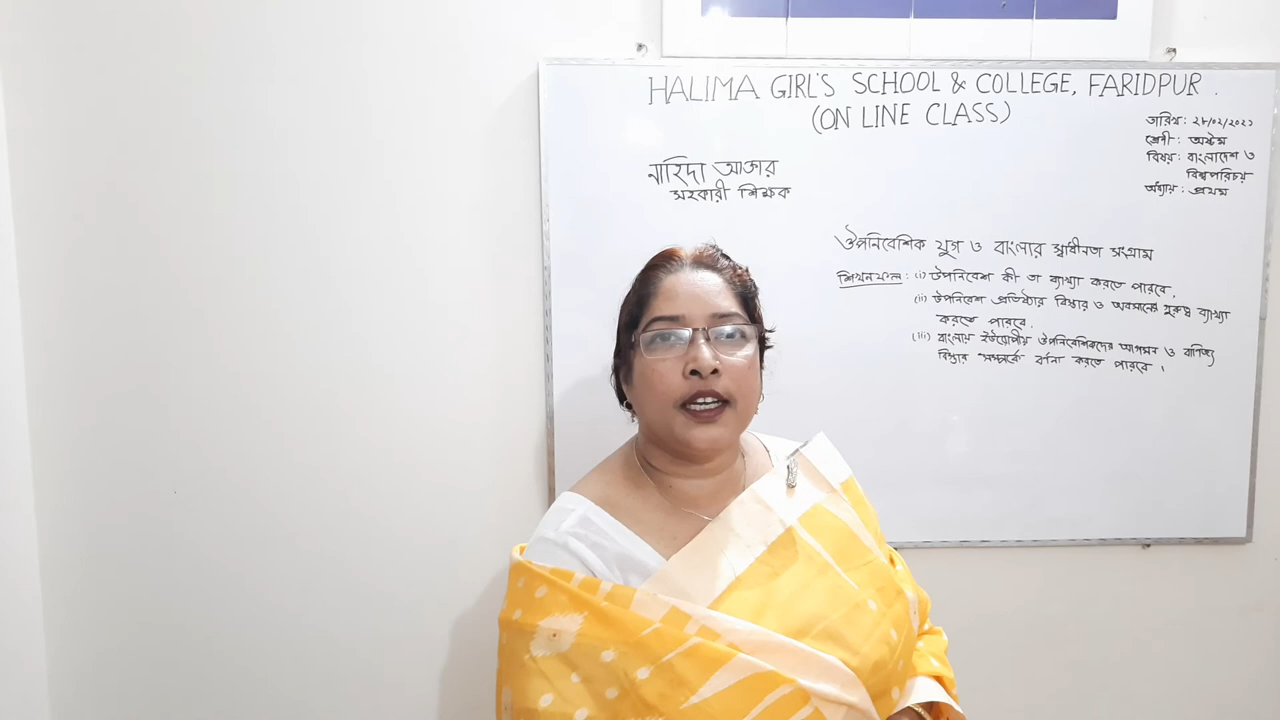 HALIMA GIRL'S SCHOOL & COLLEGE, FARIDPUR.
(ON LINE CLASS)
তারিখ: ২৮/০২/২০২১
শ্রেণী: অষ্টম
বিষয়: বাংলাদেশ ও
বিশ্বপরিচয়
অধ্যায়: প্রথম
নাহিদা আক্তার
সহকারী শিক্ষক
ঔপনিবেশিক যুগ ও বাংলার স্বাধীনতা সংগ্রাম
শিখনফল: (i) উপনিবেশ কী তা ব্যাখ্যা করতে পারবে,
(ii) উপনিবেশ প্রতিষ্ঠার বিস্তার ও অবসানের গুরুত্ব ব্যাখ্যা
করতে পারবে,
(iii) বাংলায় ইউরোপীয় ঔপনিবেশিকদের আগমন ও বাণিজ্য
বিস্তার সম্পর্কে বর্ননা করতে পারবে।